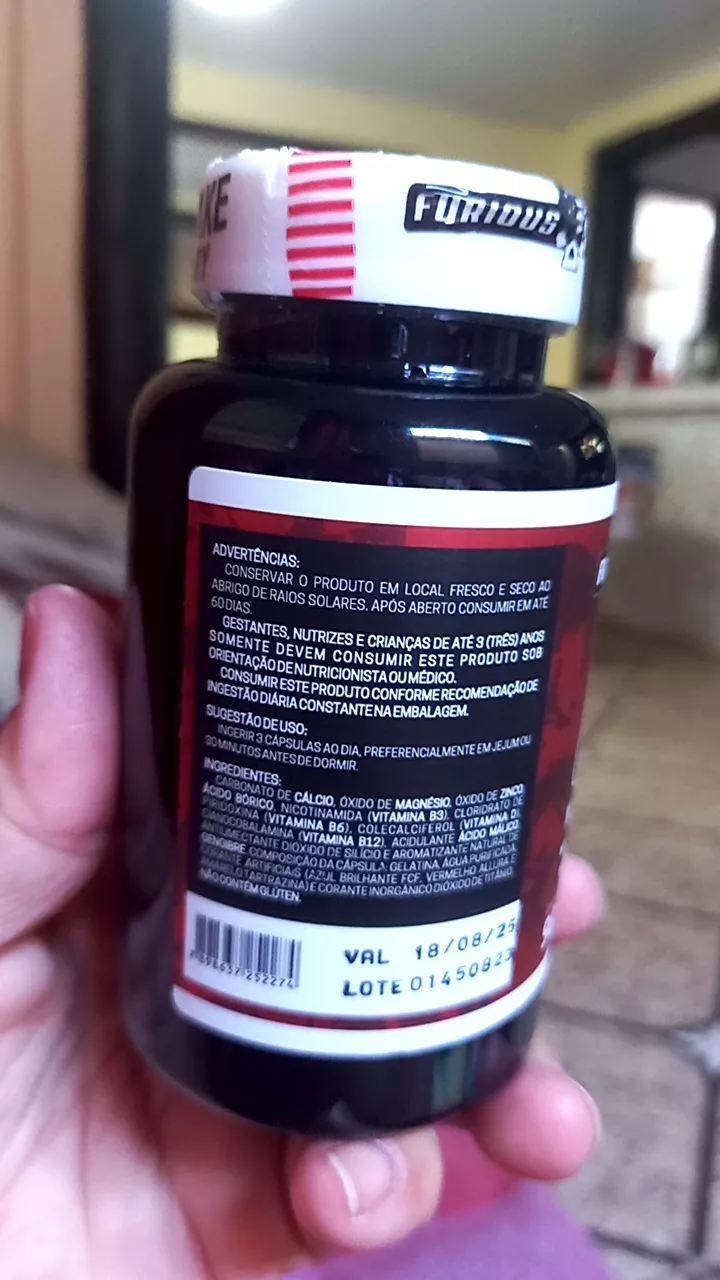 FURIOUS
ADVERTÊNCIAS:
CONSERVAR O PRODUTO EM LOCAL FRESCO E SECO AO
ABRIGO DE RAIOS SOLARES. APÓS ABERTO CONSUMIR EM ATÉ
60 DIAS.
GESTANTES, NUTRIZES E CRIANÇAS DE ATÉ 3 (TRÊS) ANOS
SOMENTE DEVEM CONSUMIR ESTE PRODUTO SOB
ORIENTAÇÃO DE NUTRICIONISTA OU MÉDICO.
CONSUMIR ESTE PRODUTO CONFORME RECOMENDAÇÃO DE
INGESTÃO DIÁRIA CONSTANTE NA EMBALAGEM.
SUGESTÃO DE USO:
INGERIR 3 CÁPSULAS AO DIA, PREFERENCIALMENTE EM JEJUM OU
30 MINUTOS ANTES DE DORMIR.
INGREDIENTES:
CARBONATO DE CÁLCIO, ÓXIDO DE MAGNÉSIO, ÓXIDO DE ZINCO,
ÁCIDO BÓRICO, NICOTINAMIDA (VITAMINA B3), CLORIDRATO DE
PIRIDOXINA (VITAMINA B6), COLECALCIFEROL (VITAMINA D),
CIANOCOBALAMINA (VITAMINA B12), ACIDULANTE ÁCIDO MÁLICO,
ANTIUMECTANTE DIÓXIDO DE SILÍCIO E AROMATIZANTE NATURAL DE
GENGIBRE. COMPOSIÇÃO DA CÁPSULA: GELATINA, ÁGUA PURIFICADA,
CORANTE ARTIFICIAIS (AZUL BRILHANTE FCF, VERMELHO ALLURA E
AMARELO TARTRAZINA) E CORANTE INORGÂNICO DIÓXIDO DE TITÂNIO.
NÃO CONTÉM GLÚTEN.
VAL 18/08/25
LOTE 01450823